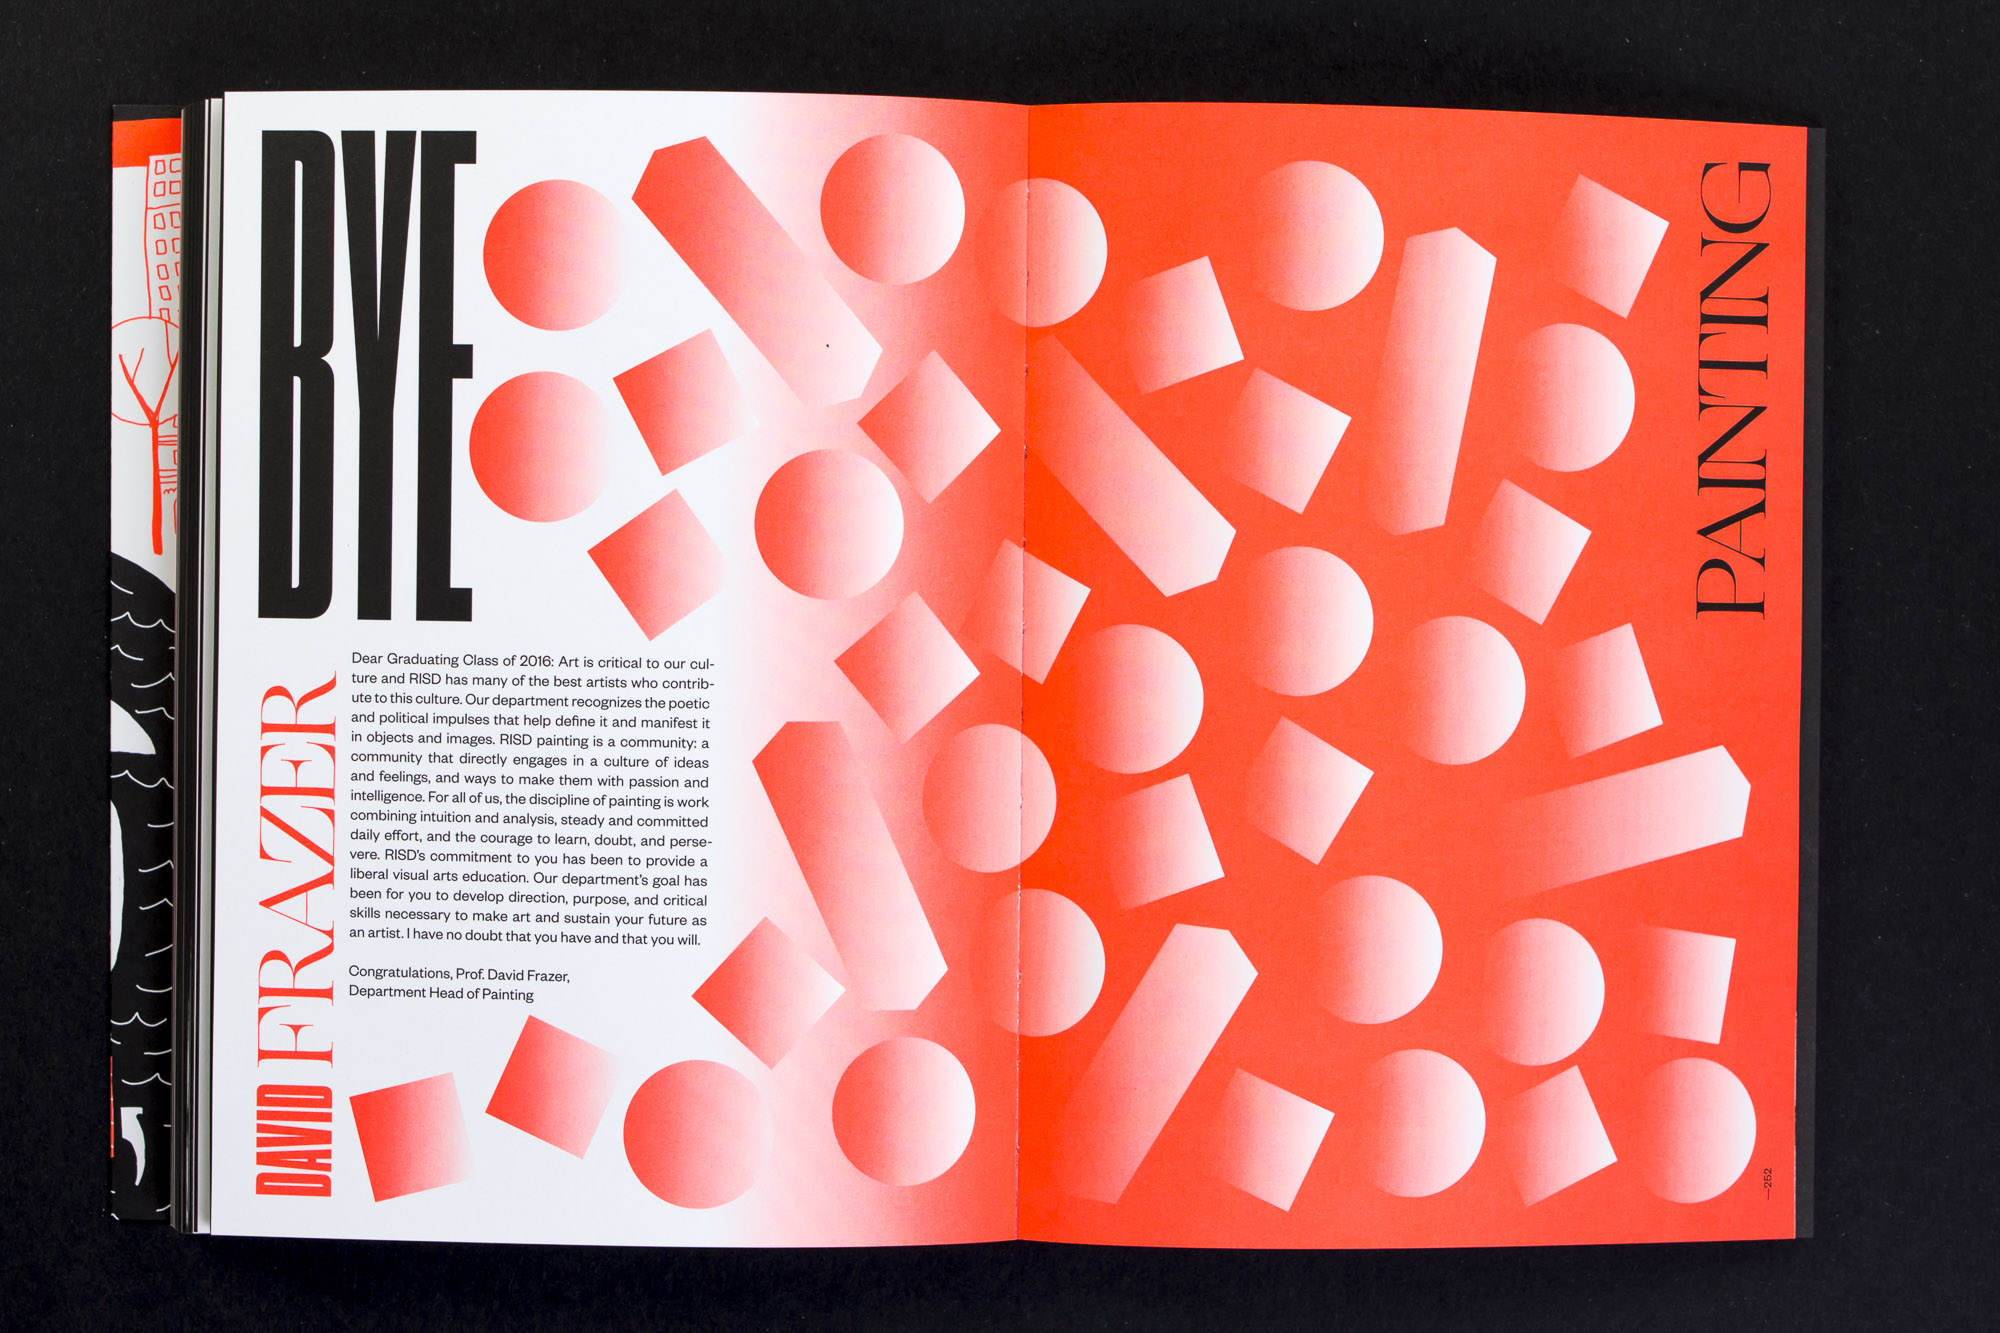 BYE
DAVID FRAZER
Dear Graduating Class of 2016: Art is critical to our cul-
ture and RISD has many of the best artists who contrib-
ute to this culture. Our department recognizes the poetic
and political impulses that help define it and manifest it
in objects and images. RISD painting is a community: a
community that directly engages in a culture of ideas
and feelings, and ways to make them with passion and
intelligence. For all of us, the discipline of painting is work
combining intuition and analysis, steady and committed
daily effort, and the courage to learn, doubt, and perse-
vere. RISD's commitment to you has been to provide a
liberal visual arts education. Our department's goal has
been for you to develop direction, purpose, and critical
skills necessary to make art and sustain your future as
an artist. I have no doubt that you have and that you will.
Congratulations, Prof. David Frazer,
Department Head of Painting
PAINTING
—252